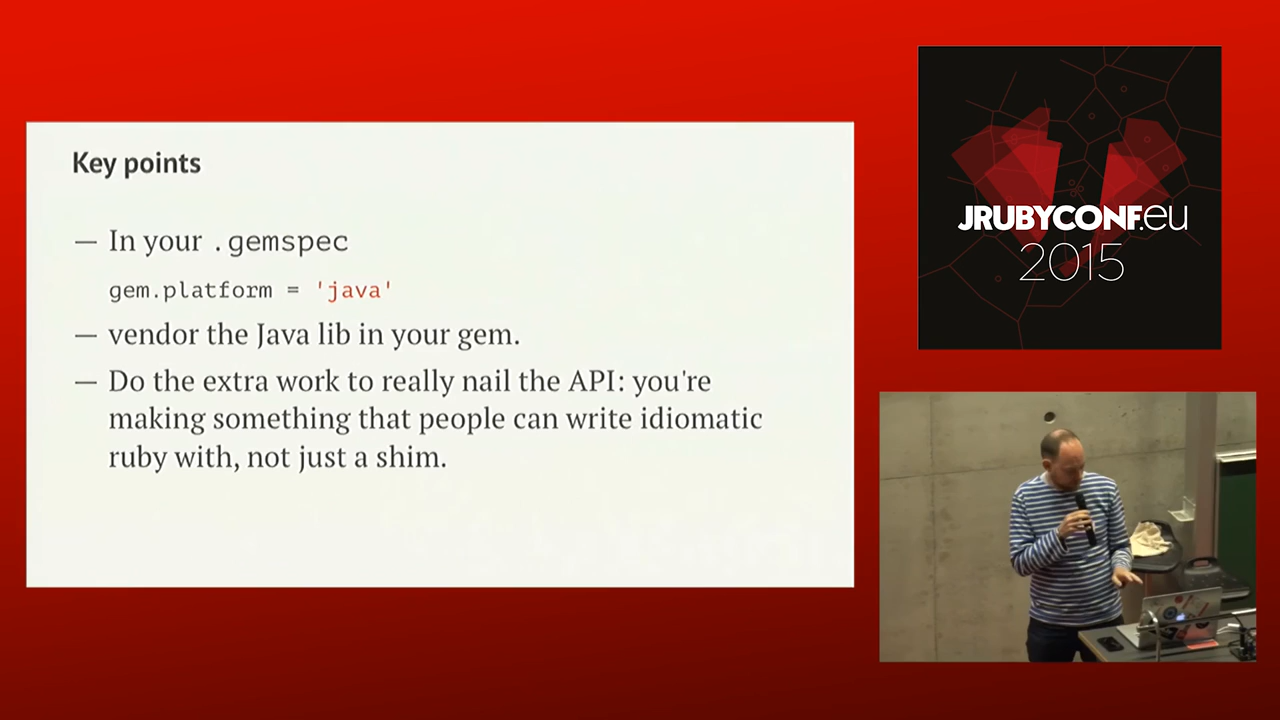 Key points
— In your .gemspec
gem.platform = 'java'
— vendor the Java lib in your gem.
— Do the extra work to really nail the API: you're
making something that people can write idiomatic
ruby with, not just a shim.
JRUBYCONF.eu
2015